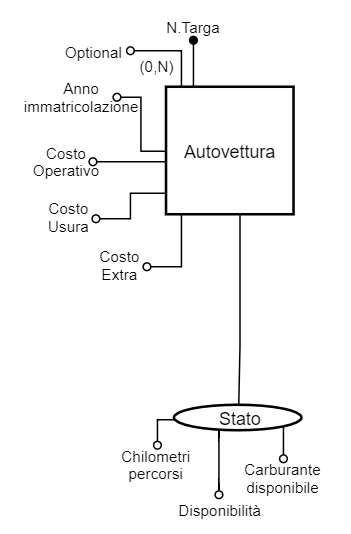 N.Targa
Optional
(0,N)
Anno
immatricolazione
Autovettura
Costo
Operativo
Costo
Usura
Costo
Extra
Stato
Chilometri
percorsi
Carburante
disponibile
Disponibilità